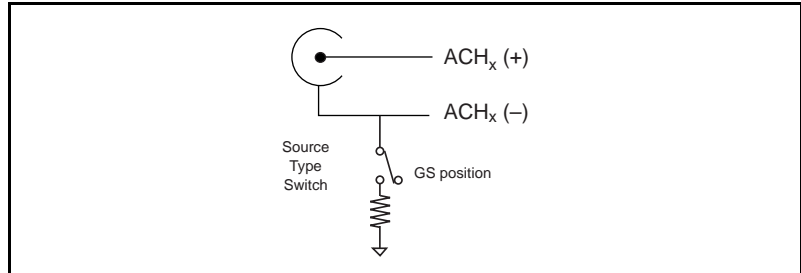 ACHx (+)
ACHx (–)
Source
Type
Switch
GS position